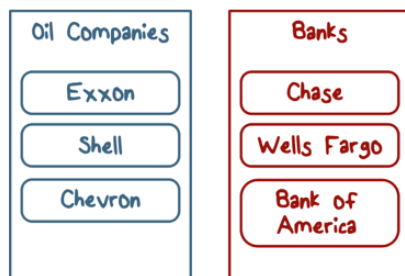 Oil Companies
Exxon
Shell
Chevron
Banks
Chase
Wells Fargo
Bank of
America